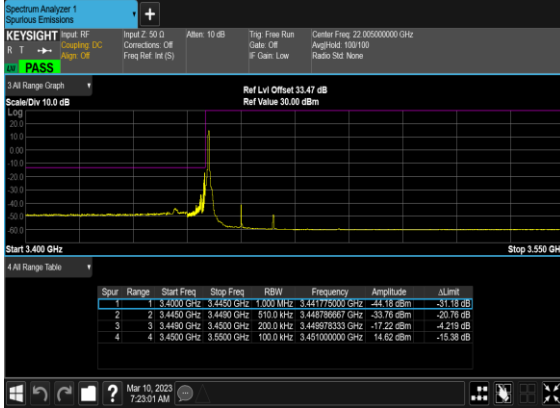 Spectrum Analyzer 1
Spurious Emissions
+
KEYSIGHT Input: RF Input Z: 50 Ω Atten: 10 dB Trig: Free Run Center Freq: 22.005000000 GHz
R T Coupling: DC Corrections: Off Gate: Off Avg|Hold: 100/100
Align: Off Freq Ref: Int (S) IF Gain: Low Radio Std: None
PASS
3 All Range Graph Ref Lvl Offset 33.47 dB
Scale/Div 10.0 dB Ref Value 30.00 dBm
Log
20.0
10.0
0.00
-10.0
-20.0
-30.0
-40.0
-50.0
-60.0
Start 3.400 GHz Stop 3.550 GH
4 All Range Table
Spur Range Start Freq Stop Freq RBW Frequency Amplitude ΔLimit
1 1 3.4000 GHz 3.4450 GHz 1.000 MHz 3.441775000 GHz -44.18 dBm -31.18 dB
2 2 3.4450 GHz 3.4490 GHz 510.0 kHz 3.448786667 GHz -33.76 dBm -20.76 dB
3 3 3.4490 GHz 3.4500 GHz 200.0 kHz 3.449978333 GHz -17.22 dBm -4.219 dB
4 4 3.4500 GHz 3.5500 GHz 100.0 kHz 3.451000000 GHz 14.62 dBm -15.38 dB
? Mar 10, 2023
7:23:01 AM